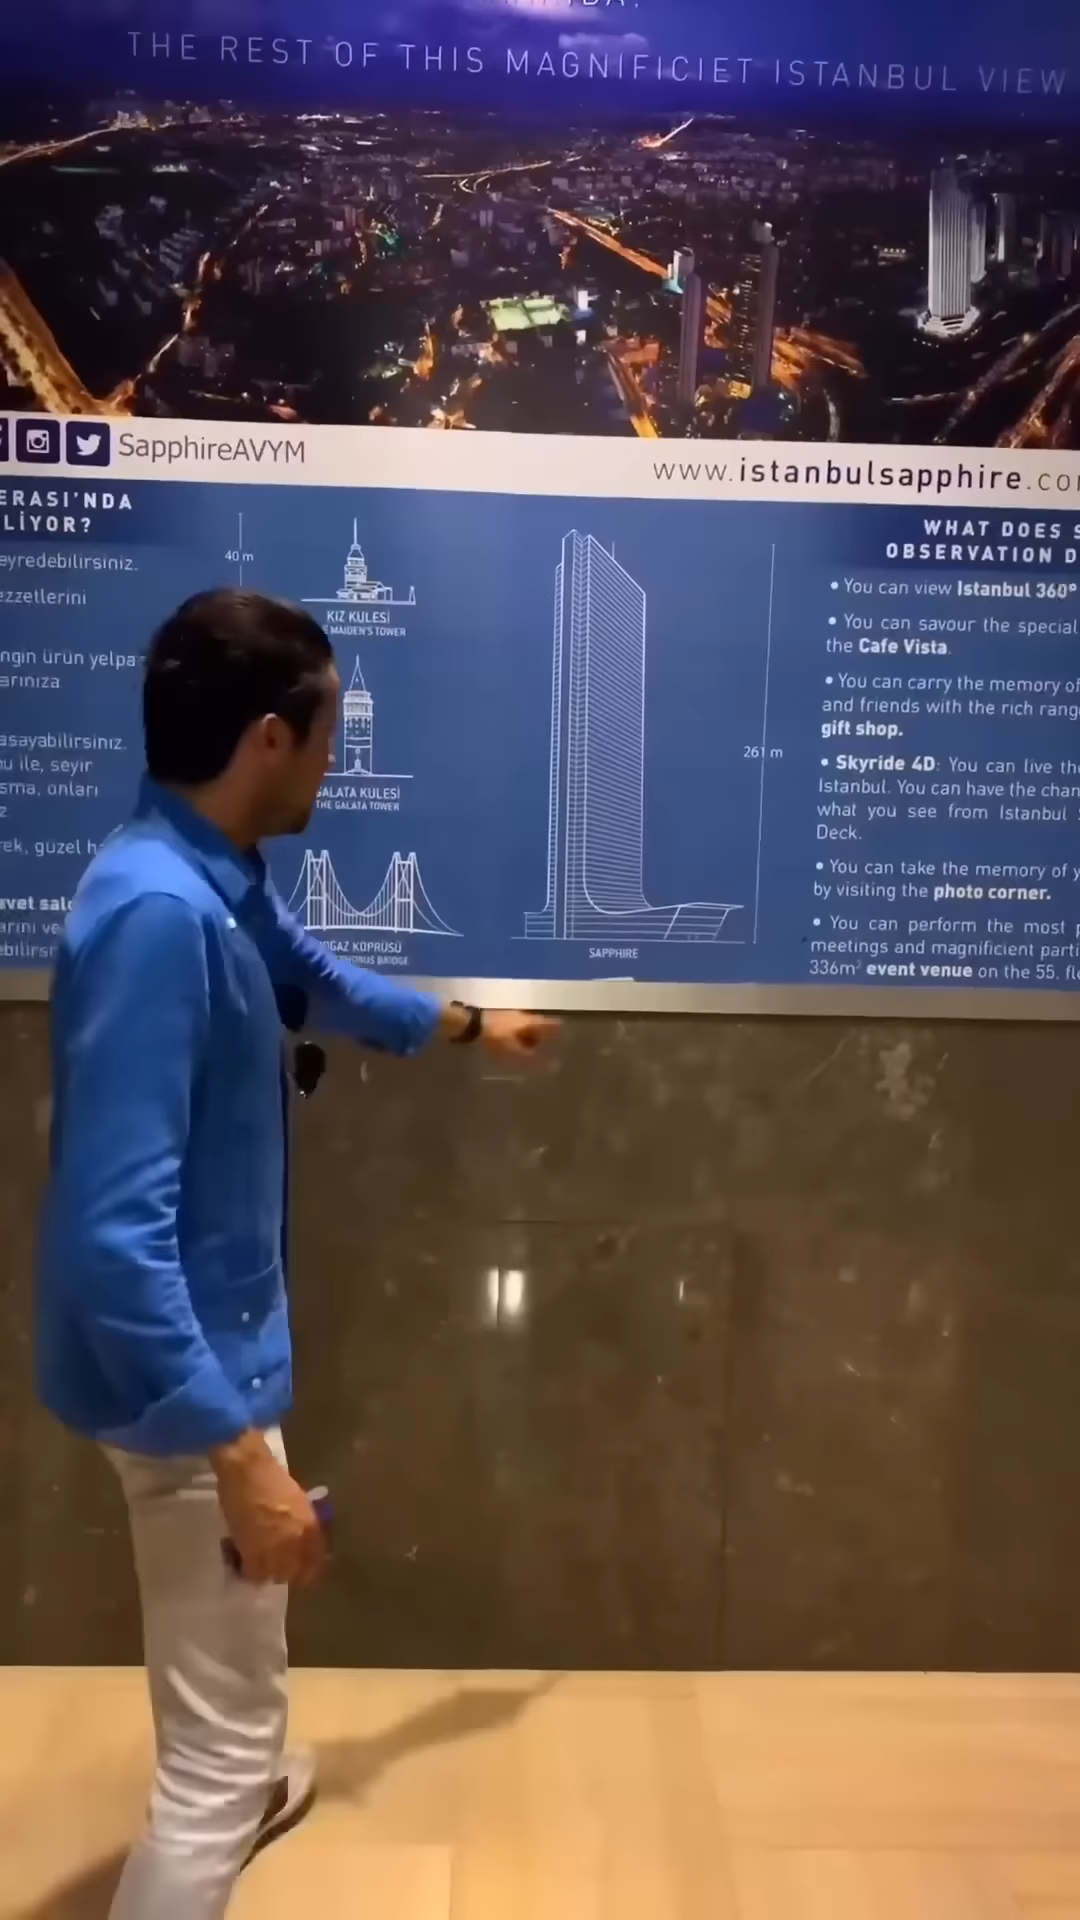 THE REST OF THIS MAGNIFICIET ISTANBUL VIEW
SapphireAVYM
www.istanbulsapphire.co
ERASI'NDA
LİYOR?
eyredebilirsiniz.
ezzetlerini
ngin ürün yelpa
arınıza
asayabilirsiniz.
u ile, seyir
sma, onları
z
ek, güzel h
avet salo
arını ve
ebilirsi
40 m
KIZ KULESİ
MAIDEN'S TOWER
GALATA KULESİ
THE GALATA TOWER
OĞAZ KÖPRÜSÜ
PHORUS BRIDGE
261 m
SAPPHIRE
WHAT DOES S
OBSERVATION D
• You can view Istanbul 360°
• You can savour the special
the Cafe Vista.
• You can carry the memory of
and friends with the rich rang
gift shop.
• Skyride 4D: You can live the
Istanbul. You can have the chan
what you see from Istanbul
Deck.
• You can take the memory of y
by visiting the photo corner.
• You can perform the most p
meetings and magnificient parti
336m² event venue on the 55. flo